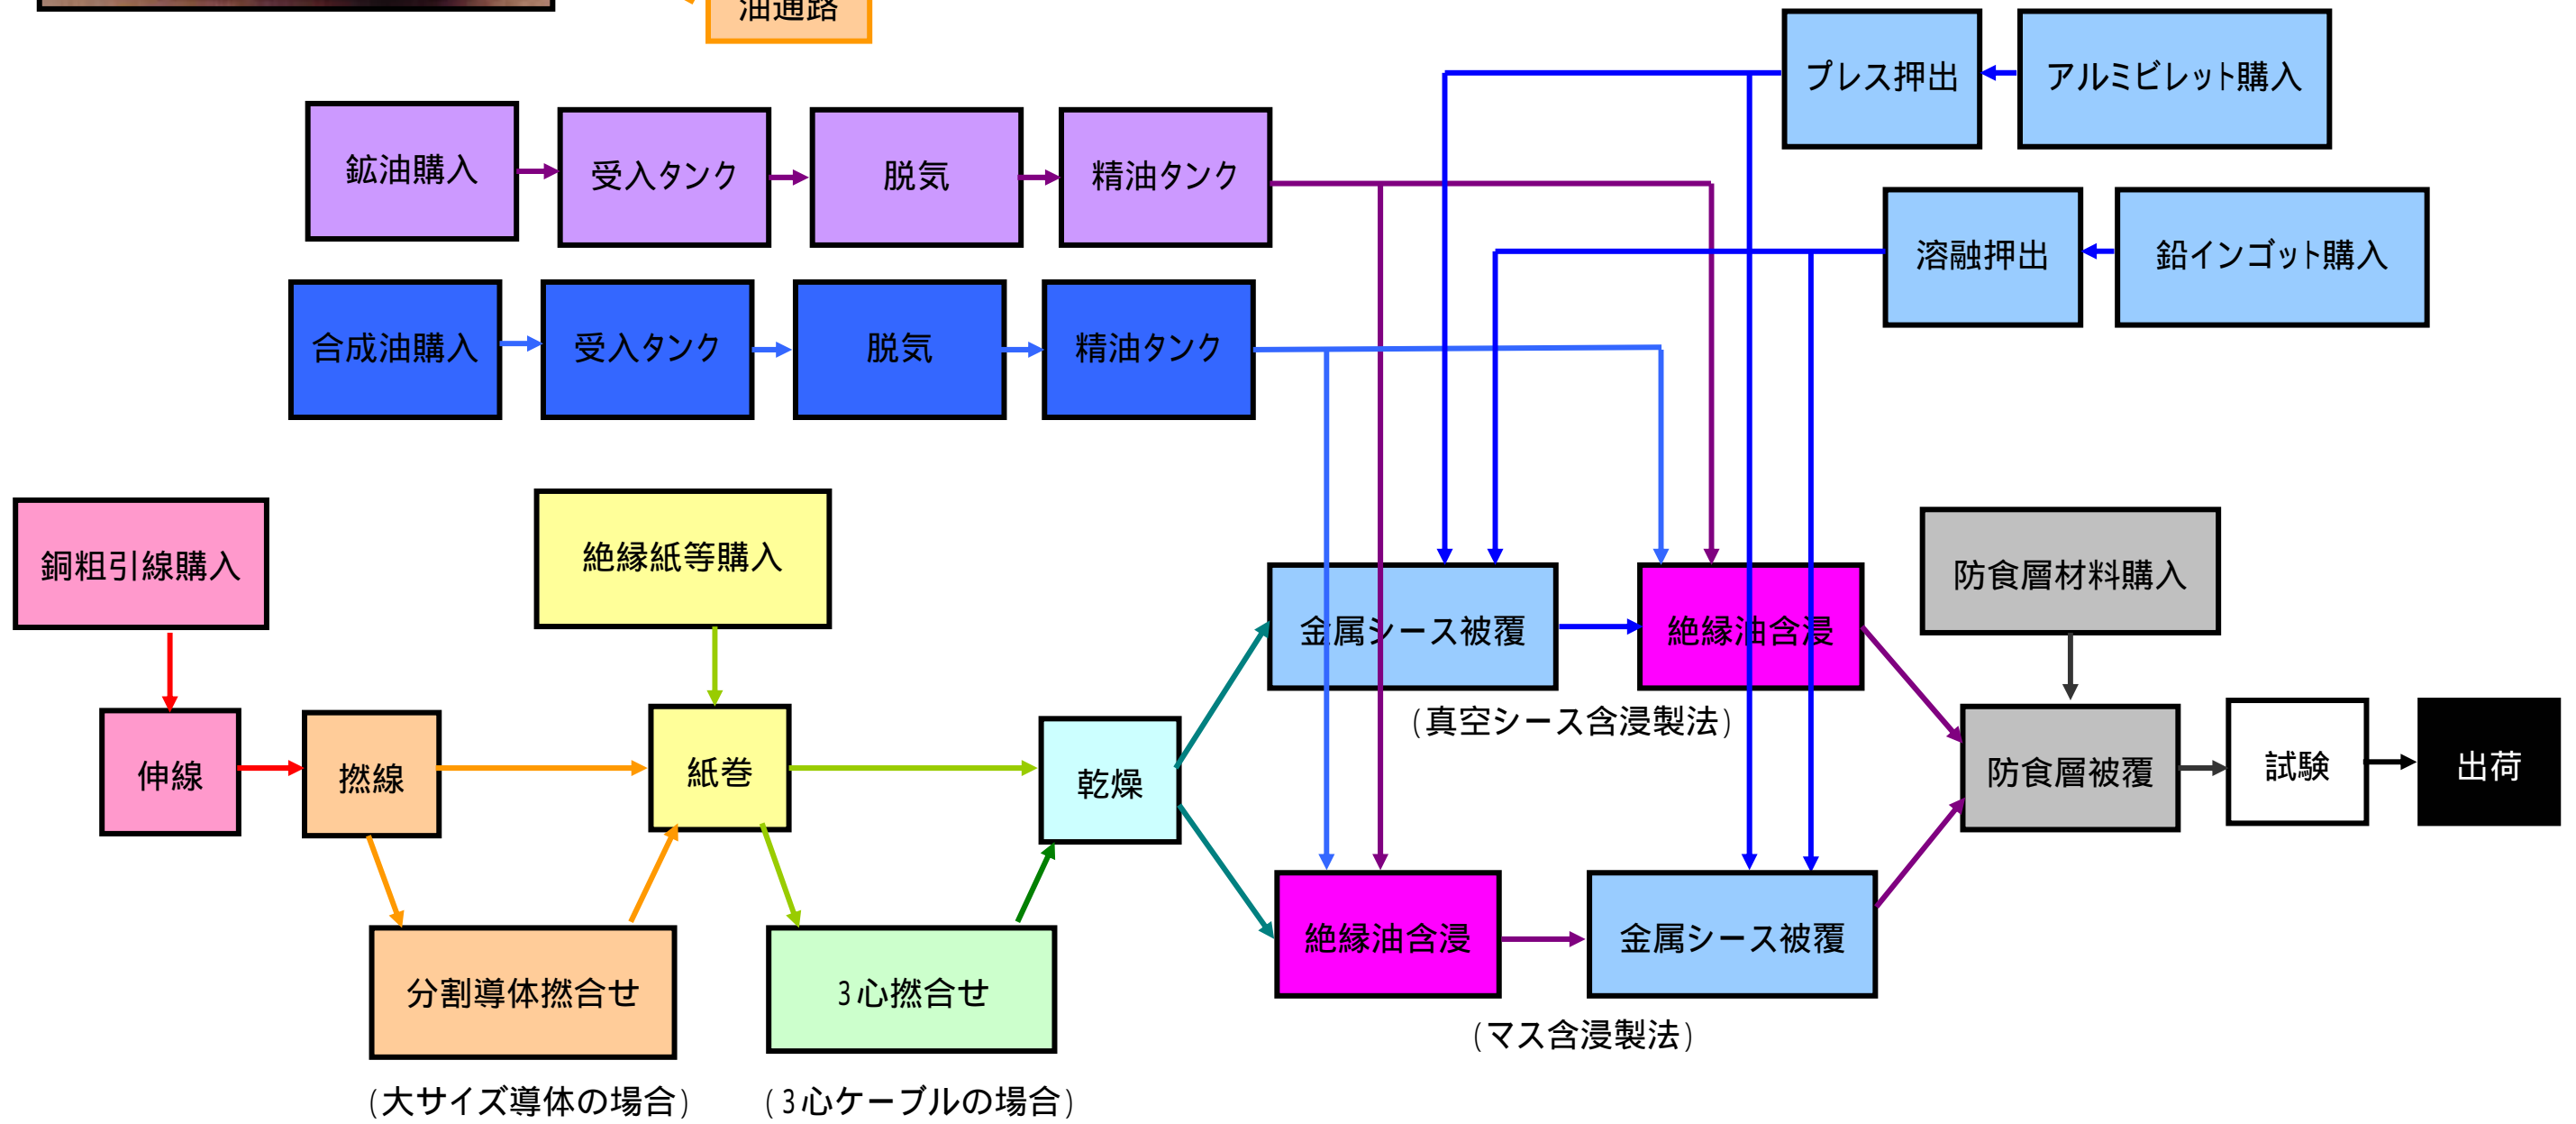 油通路
プレス押出
アルミビレット購入
鉱油購入
受入タンク
脱気
精油タンク
溶融押出
鉛インゴット購入
合成油購入
受入タンク
脱気
精油タンク
銅粗引線購入
絶縁紙等購入
防食層材料購入
金属シース被覆
絶縁油含浸
(真空シース含浸製法)
伸線
撚線
紙巻
乾燥
防食層被覆
試験
出荷
分割導体撚合せ
3心撚合せ
絶縁油含浸
金属シース被覆
(マス含浸製法)
(大サイズ導体の場合)
(3心ケーブルの場合)